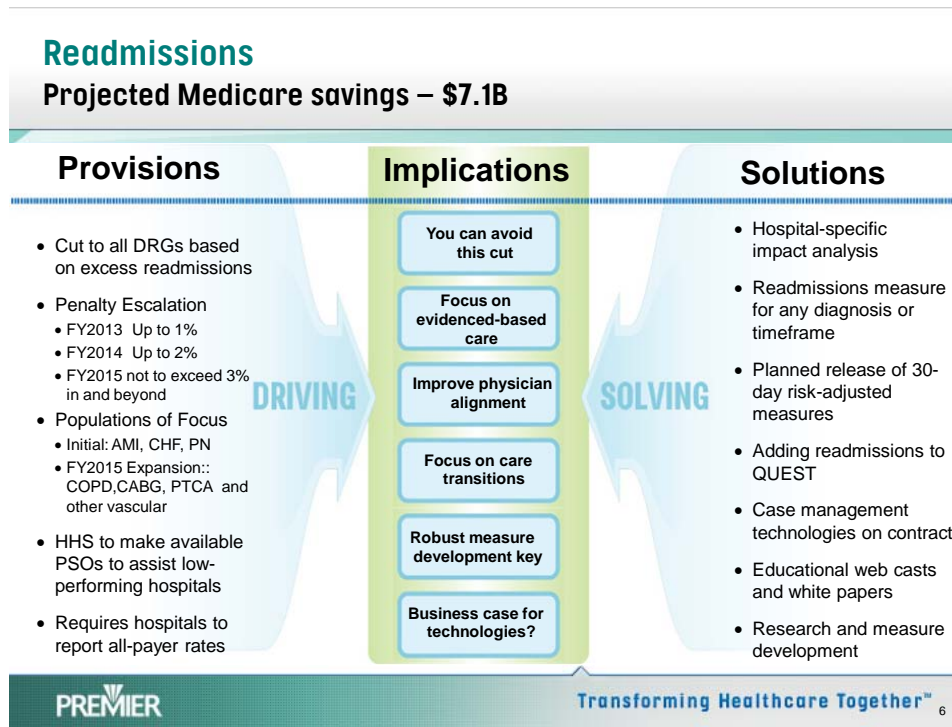 Readmissions
Projected Medicare savings – $7.1B
Provisions
• Cut to all DRGs based
on excess readmissions
• Penalty Escalation
• FY2013 Up to 1%
• FY2014 Up to 2%
• FY2015 not to exceed 3%
in and beyond
• Populations of Focus
• Initial: AMI, CHF, PN
• FY2015 Expansion::
COPD,CABG, PTCA and
other vascular
• HHS to make available
PSOs to assist low-
performing hospitals
• Requires hospitals to
report all-payer rates
DRIVING
Implications
You can avoid
this cut
Focus on
evidenced-based
care
Improve physician
alignment
Focus on care
transitions
Robust measure
development key
Business case for
technologies?
SOLVING
Solutions
• Hospital-specific
impact analysis
• Readmissions measure
for any diagnosis or
timeframe
• Planned release of 30-
day risk-adjusted
measures
• Adding readmissions to
QUEST
• Case management
technologies on contract
• Educational web casts
and white papers
• Research and measure
development
PREMIER
Transforming Healthcare Together™
6